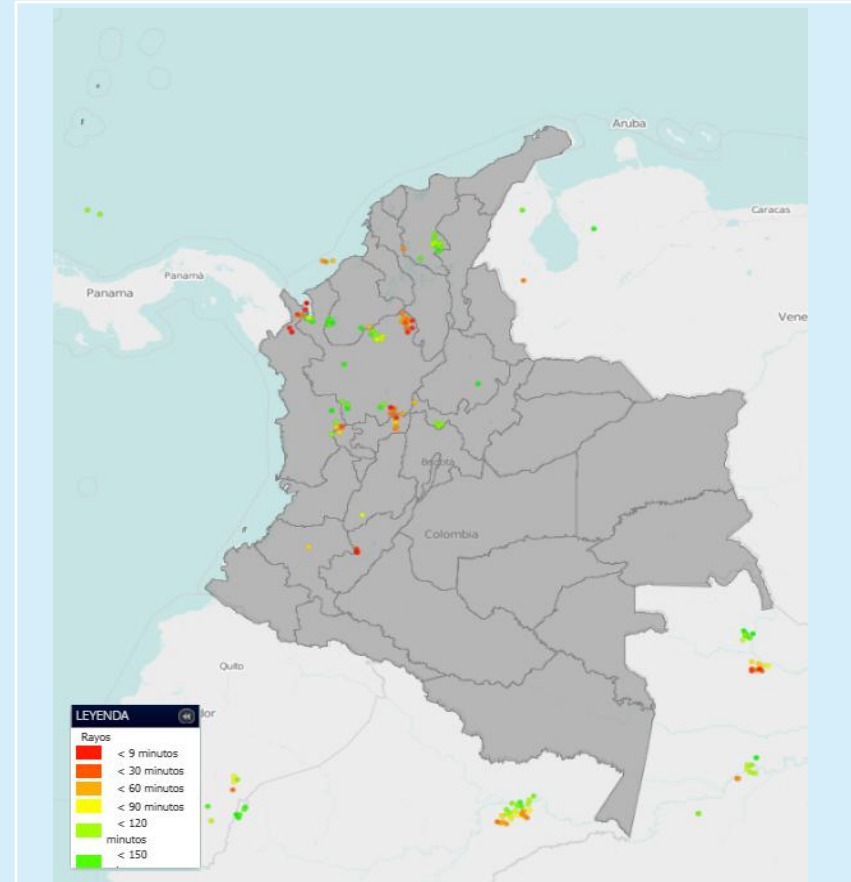 Aruba
Caracas
Panamá
Panama
Vene
Bogotá
Colombia
Quito
LEYENDA
dor
Rayos
< 9 minutos
< 30 minutos
< 60 minutos
< 90 minutos
< 120
minutos
< 150